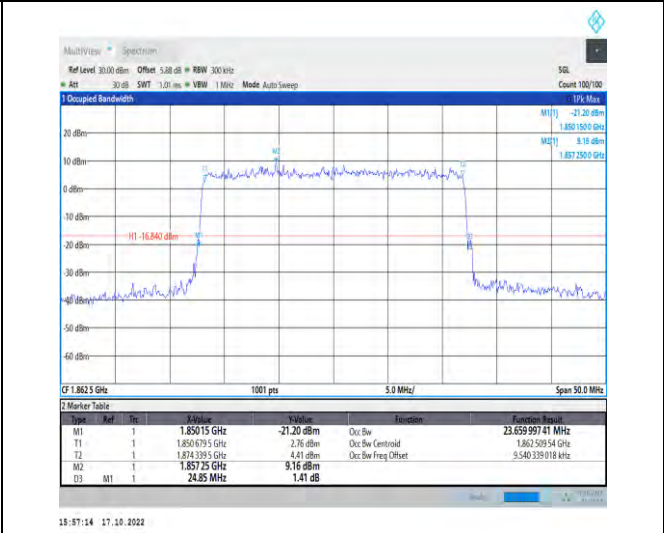 MultiView Spectrum
Ref Level 30.00 dBm Offset 5.88 dB RBW 300 kHz SGL
Att 30 dB SWT 1.01 ms VBW 1 MHz Mode Auto Sweep Count 100/100
1 Occupied Bandwidth 1Pk Max
M1[1] -21.20 dBm
1.850 150 0 GHz
M2[1] 9.16 dBm
1.857 250 0 GHz
20 dBm
10 dBm
0 dBm
-10 dBm
-20 dBm
-30 dBm
-40 dBm
-50 dBm
-60 dBm
M2
T1
T2
H1 -16.840 dBm
M1
D3
CF 1.862 5 GHz 1001 pts 5.0 MHz/ Span 50.0 MHz
2 Marker Table
Type Ref Trc X-Value Y-Value Function Function Result
M1 1 1.850 15 GHz -21.20 dBm Occ Bw 23.659 997 41 MHz
T1 1 1.850 679 5 GHz 2.76 dBm Occ Bw Centroid 1.862 509 54 GHz
T2 1 1.874 339 5 GHz 4.41 dBm Occ Bw Freq Offset 9.540 339 018 kHz
M2 1 1.857 25 GHz 9.16 dBm
D3 M1 1 24.85 MHz 1.41 dB
15:57:14 17.10.2022